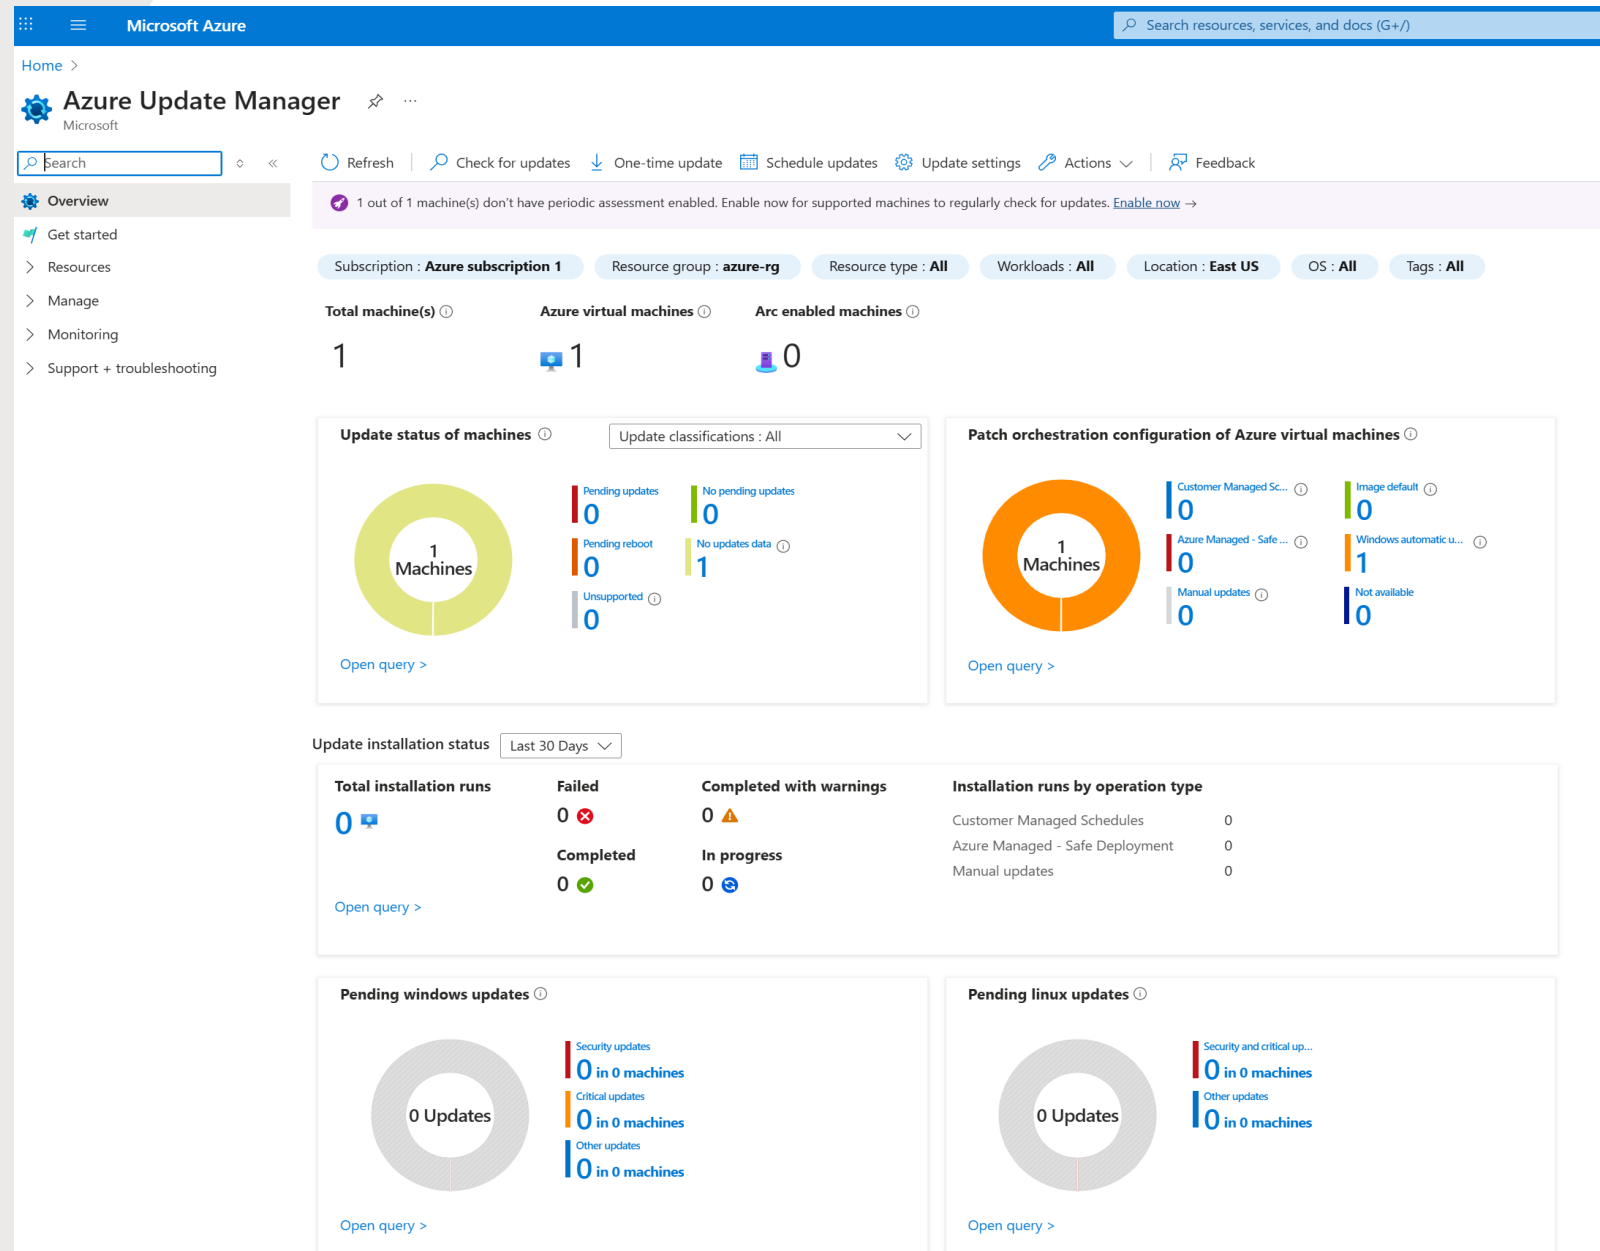 Microsoft Azure
Search resources, services, and docs (G+/)
Home >
Azure Update Manager
...
Microsoft
Search
Refresh
Check for updates
One-time update
Schedule updates
Update settings
Actions
Feedback
Overview
Get started
Resources
Manage
Monitoring
Support + troubleshooting
1 out of 1 machine(s) don't have periodic assessment enabled. Enable now for supported machines to regularly check for updates. Enable now →
Subscription : Azure subscription 1
Resource group : azure-rg
Resource type : All
Workloads : All
Location : East US
OS : All
Tags : All
Total machine(s)
1
Azure virtual machines
1
Arc enabled machines
0
Update status of machines
Update classifications : All
1
Machines
Pending updates
0
No pending updates
0
Pending reboot
0
No updates data
1
Unsupported
0
Open query >
Patch orchestration configuration of Azure virtual machines
1
Machines
Customer Managed Sc...
0
Image default
0
Azure Managed - Safe ...
0
Windows automatic u...
1
Manual updates
0
Not available
0
Open query >
Update installation status
Last 30 Days
Total installation runs
0
Open query >
Failed
0
Completed with warnings
0
Completed
0
In progress
0
Installation runs by operation type
Customer Managed Schedules 0
Azure Managed - Safe Deployment 0
Manual updates 0
Pending windows updates
0 Updates
Security updates
0 in 0 machines
Critical updates
0 in 0 machines
Other updates
0 in 0 machines
Open query >
Pending linux updates
0 Updates
Security and critical up...
0 in 0 machines
Other updates
0 in 0 machines
Open query >